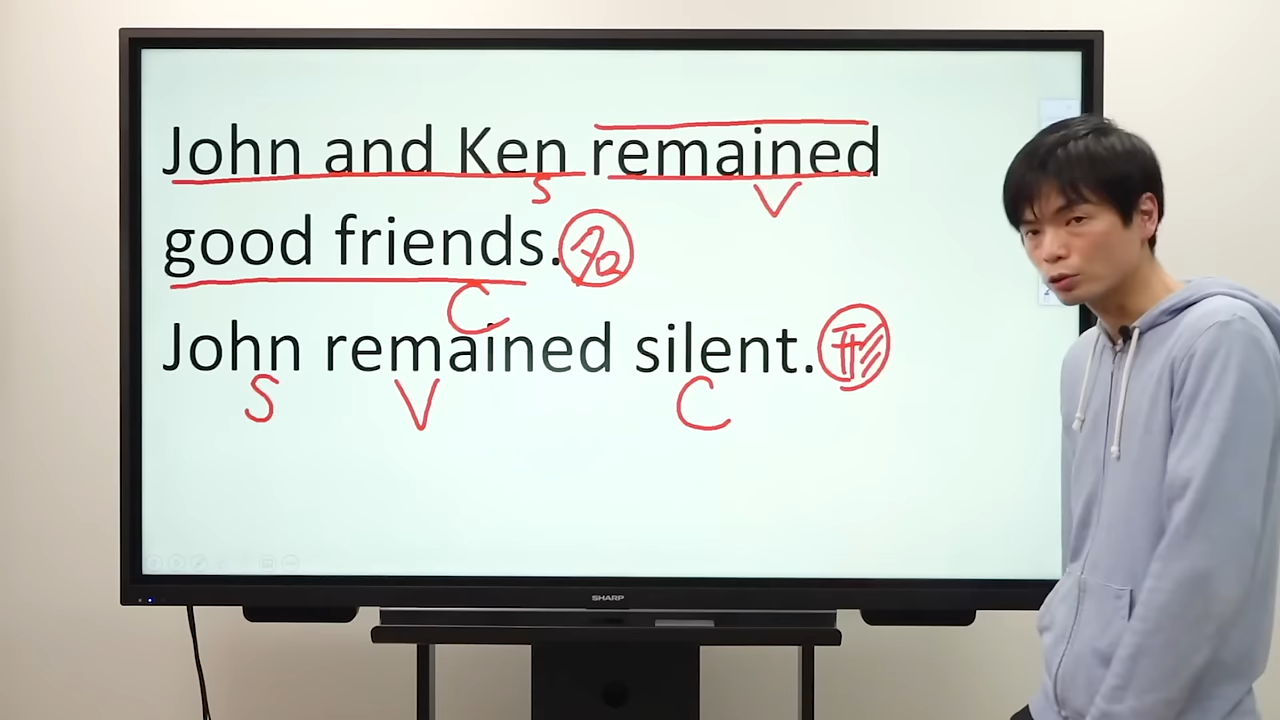 John and Ken remained
S V
good friends. 名
C
John remained silent. 形
S V C
SHARP